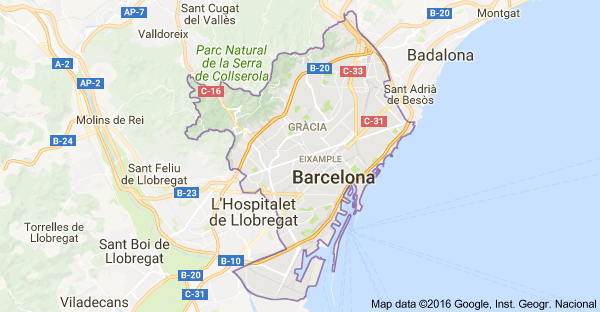 AP-7
Sant Cugat
del Vallès
Valldoreix
B-20
Montgat
Parc Natural
de la Serra
de Collserola
Badalona
A-2
B-20
C-33
AP-2
C-16
Sant Adrià
de Besòs
Molins de Rei
GRÀCIA
C-31
B-24
EIXAMPLE
Sant Feliu
de Llobregat
Barcelona
B-23
L'Hospitalet
de Llobregat
Torrelles de
Llobregat
Sant Boi de
Llobregat
B-10
B-20
C-31
Viladecans
Map data ©2016 Google, Inst. Geogr. Nacional